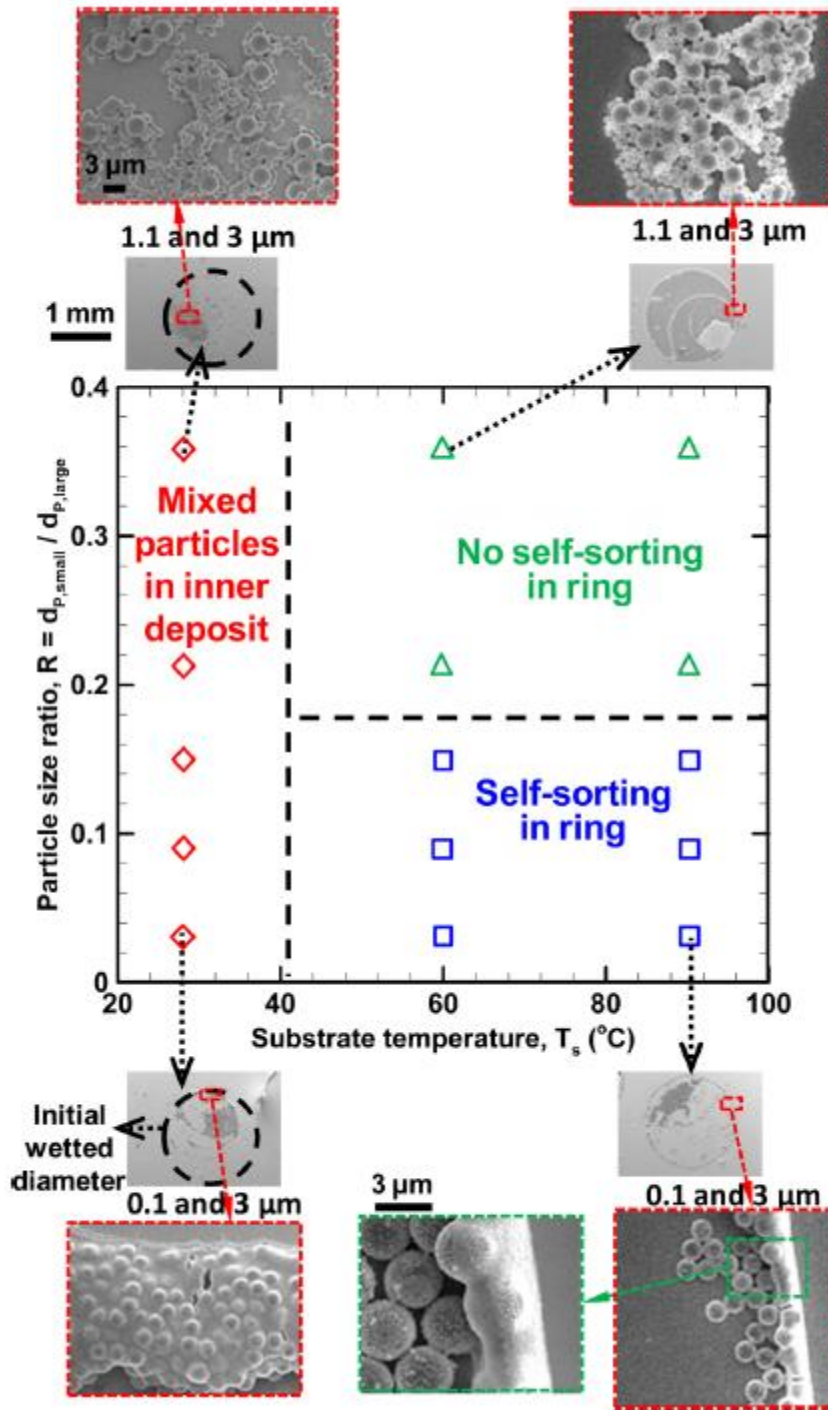 3 µm
1.1 and 3 µm
1.1 and 3 µm
1 mm
0.4
0.3
0.2
0.1
0
Particle size ratio, R = d_P,small / d_P,large
Mixed
particles
in inner
deposit
No self-sorting
in ring
Self-sorting
in ring
20 40 60 80 100
Substrate temperature, T_s (°C)
Initial
wetted
diameter
0.1 and 3 µm
3 µm
0.1 and 3 µm